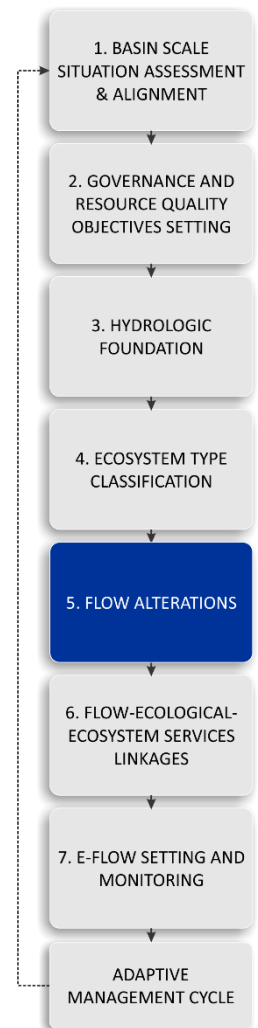 1. BASIN SCALE
SITUATION ASSESSMENT
& ALIGNMENT
2. GOVERNANCE AND
RESOURCE QUALITY
OBJECTIVES SETTING
3. HYDROLOGIC
FOUNDATION
4. ECOSYSTEM TYPE
CLASSIFICATION
5. FLOW ALTERATIONS
6. FLOW-ECOLOGICAL-
ECOSYSTEM SERVICES
LINKAGES
7. E-FLOW SETTING AND
MONITORING
ADAPTIVE
MANAGEMENT CYCLE